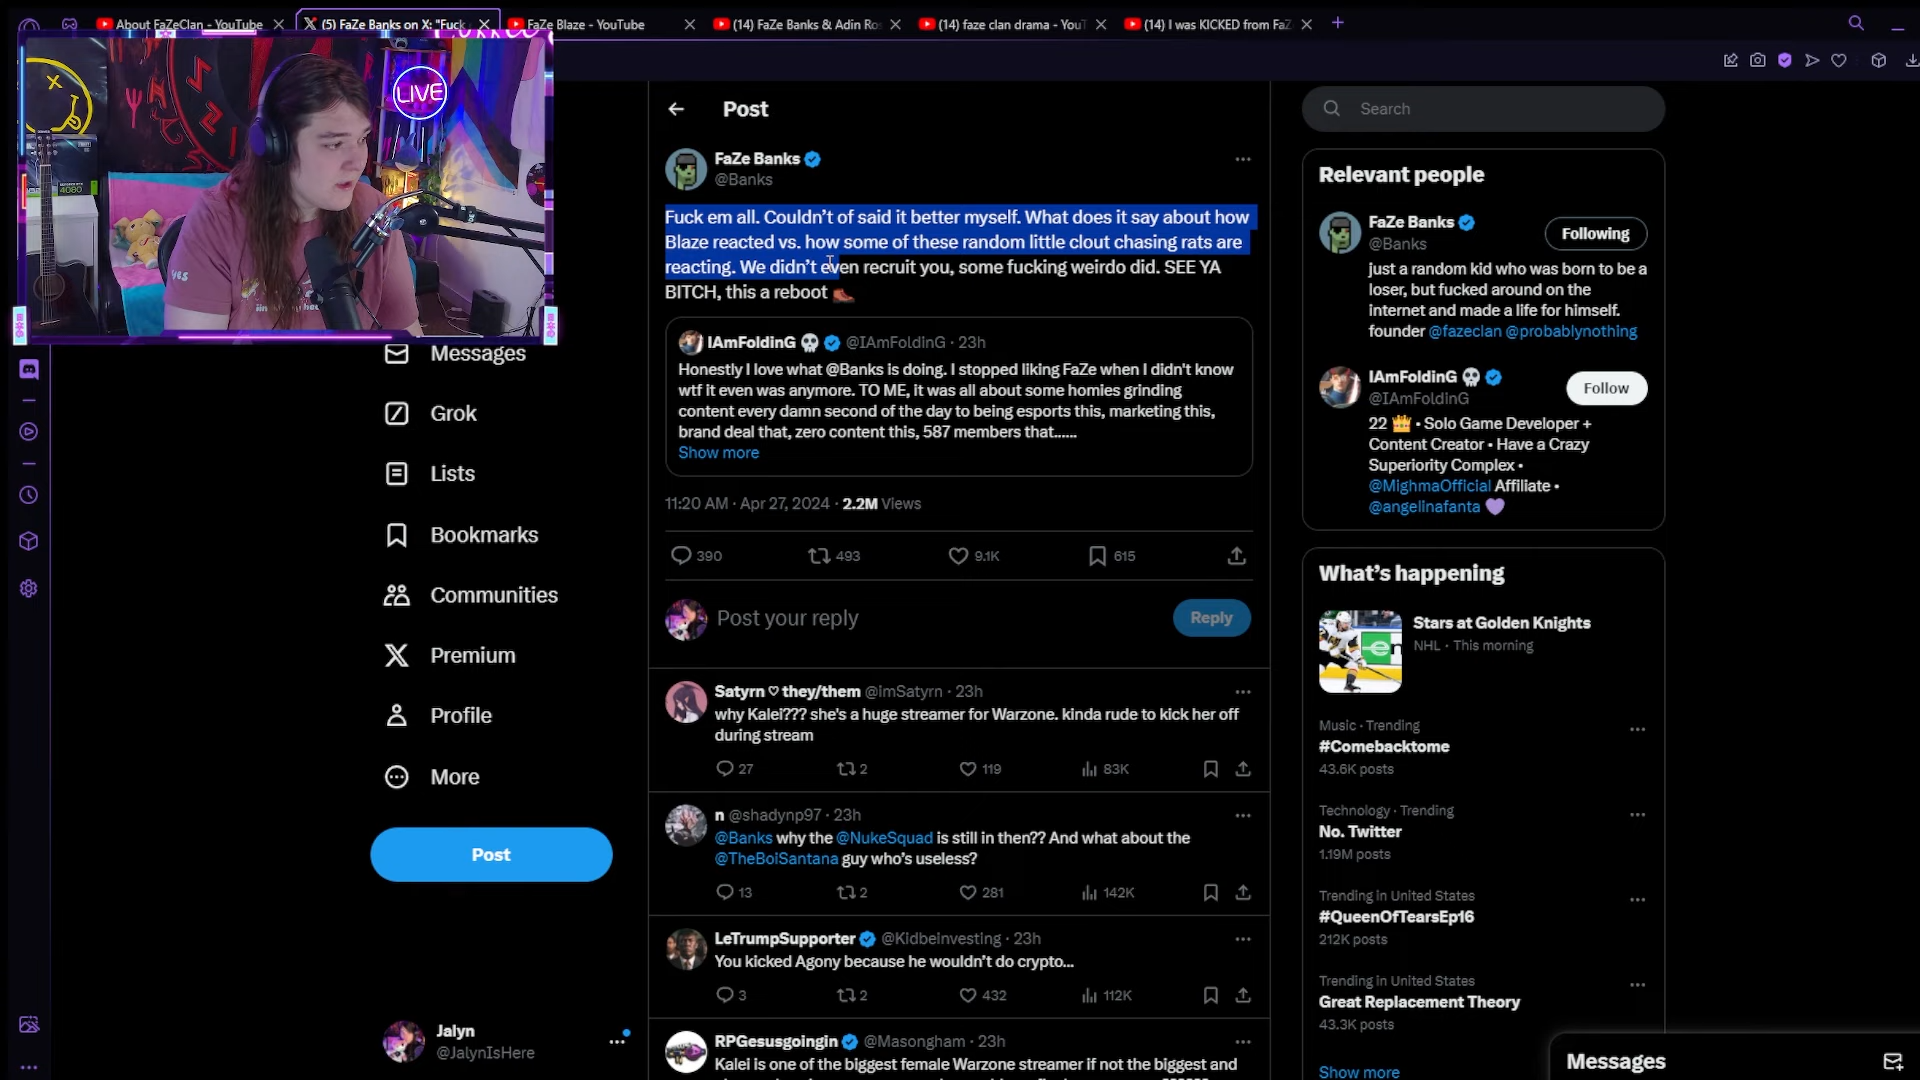 About FaZeClan - YouTube
(5) FaZe Banks on X: "Fuck
FaZe Blaze - YouTube
(14) FaZe Banks & Adin Ros
(14) faze clan drama - YouT
(14) I was KICKED from FaZ
LIVE
4080
yes
Messages
Grok
Lists
Bookmarks
Communities
Premium
Profile
More
Post
Jalyn
@JalynIsHere
Post
FaZe Banks
@Banks
Fuck em all. Couldn't of said it better myself. What does it say about how
Blaze reacted vs. how some of these random little clout chasing rats are
reacting. We didn't even recruit you, some fucking weirdo did. SEE YA
BITCH, this a reboot 🥾
IAmFoldinG 💀 @IAmFoldinG · 23h
Honestly I love what @Banks is doing. I stopped liking FaZe when I didn't know
wtf it even was anymore. TO ME, it was all about some homies grinding
content every damn second of the day to being esports this, marketing this,
brand deal that, zero content this, 587 members that......
Show more
11:20 AM · Apr 27, 2024 · 2.2M Views
390 493 9.1K 615
Post your reply
Reply
Satyrn ♡ they/them @imSatyrn · 23h
why Kalei??? she's a huge streamer for Warzone. kinda rude to kick her off
during stream
27 2 119 83K
n @shadynp97 · 23h
@Banks why the @NukeSquad is still in then?? And what about the
@TheBoiSantana guy who's useless?
13 2 281 142K
LeTrumpSupporter @Kidbeinvesting · 23h
You kicked Agony because he wouldn't do crypto...
3 2 432 112K
RPGesusgoingin @Masongham · 23h
Kalei is one of the biggest female Warzone streamer if not the biggest and
Search
Relevant people
FaZe Banks
@Banks
Following
just a random kid who was born to be a
loser, but fucked around on the
internet and made a life for himself.
founder @fazeclan @probablynothing
IAmFoldinG 💀
@IAmFoldinG
Follow
22 👑 • Solo Game Developer +
Content Creator • Have a Crazy
Superiority Complex •
@MighmaOfficial Affiliate •
@angelinafanta 💜
What's happening
Stars at Golden Knights
NHL · This morning
Music · Trending
#Comebacktome
43.6K posts
Technology · Trending
No. Twitter
1.19M posts
Trending in United States
#QueenOfTearsEp16
212K posts
Trending in United States
Great Replacement Theory
43.3K posts
Show more
Messages